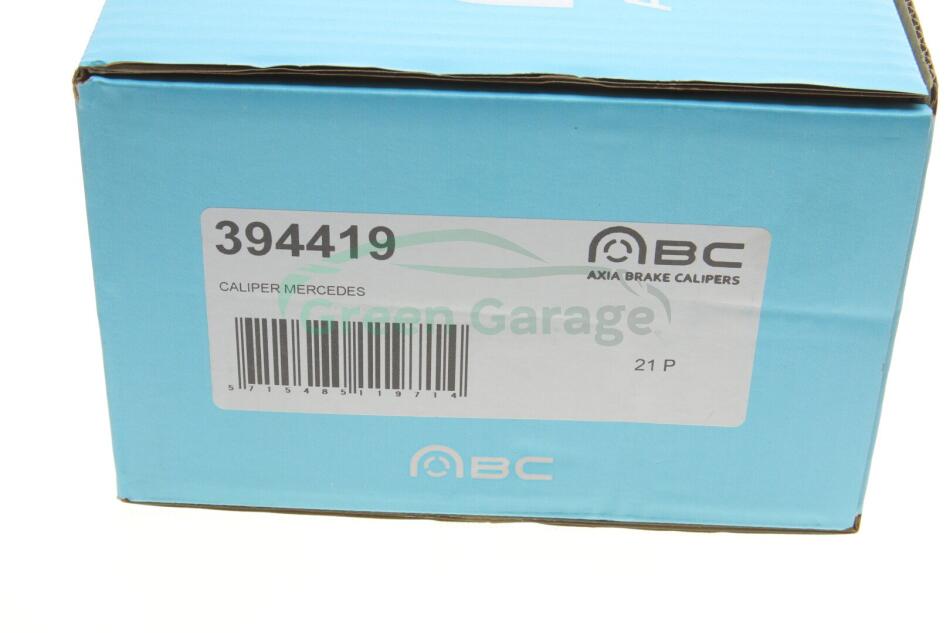 394419
ABC
AXIA BRAKE CALIPERS
CALIPER MERCEDES
Green Garage
21 P
5 715485 119714
ABC